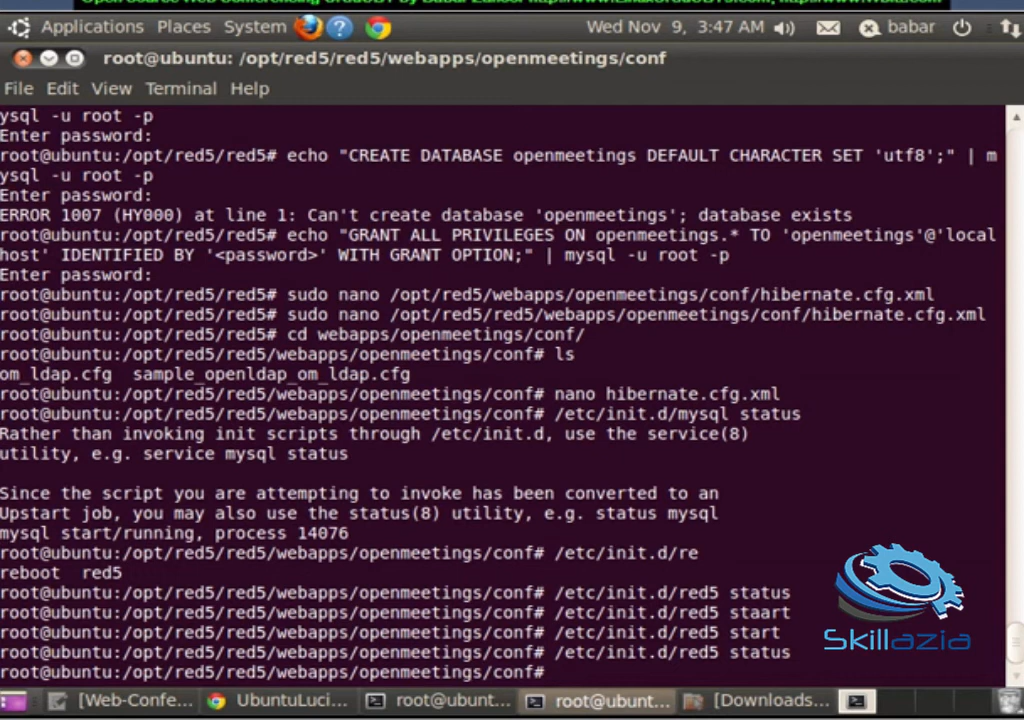 Applications Places System ? Wed Nov 9, 3:47 AM babar
root@ubuntu: /opt/red5/red5/webapps/openmeetings/conf
File Edit View Terminal Help
ysql -u root -p
Enter password:
root@ubuntu:/opt/red5/red5# echo "CREATE DATABASE openmeetings DEFAULT CHARACTER SET 'utf8';" | m
ysql -u root -p
Enter password:
ERROR 1007 (HY000) at line 1: Can't create database 'openmeetings'; database exists
root@ubuntu:/opt/red5/red5# echo "GRANT ALL PRIVILEGES ON openmeetings.* TO 'openmeetings'@'local
host' IDENTIFIED BY '<password>' WITH GRANT OPTION;" | mysql -u root -p
Enter password:
root@ubuntu:/opt/red5/red5# sudo nano /opt/red5/webapps/openmeetings/conf/hibernate.cfg.xml
root@ubuntu:/opt/red5/red5# sudo nano /opt/red5/red5/webapps/openmeetings/conf/hibernate.cfg.xml
root@ubuntu:/opt/red5/red5# cd webapps/openmeetings/conf/
root@ubuntu:/opt/red5/red5/webapps/openmeetings/conf# ls
om_ldap.cfg sample_openldap_om_ldap.cfg
root@ubuntu:/opt/red5/red5/webapps/openmeetings/conf# nano hibernate.cfg.xml
root@ubuntu:/opt/red5/red5/webapps/openmeetings/conf# /etc/init.d/mysql status
Rather than invoking init scripts through /etc/init.d, use the service(8)
utility, e.g. service mysql status
Since the script you are attempting to invoke has been converted to an
Upstart job, you may also use the status(8) utility, e.g. status mysql
mysql start/running, process 14076
root@ubuntu:/opt/red5/red5/webapps/openmeetings/conf# /etc/init.d/re
reboot red5
root@ubuntu:/opt/red5/red5/webapps/openmeetings/conf# /etc/init.d/red5 status
root@ubuntu:/opt/red5/red5/webapps/openmeetings/conf# /etc/init.d/red5 staart
root@ubuntu:/opt/red5/red5/webapps/openmeetings/conf# /etc/init.d/red5 start
root@ubuntu:/opt/red5/red5/webapps/openmeetings/conf# /etc/init.d/red5 status
root@ubuntu:/opt/red5/red5/webapps/openmeetings/conf#
Skillazia
[Web-Confe... UbuntuLuci... root@ubunt... root@ubunt... [Downloads...